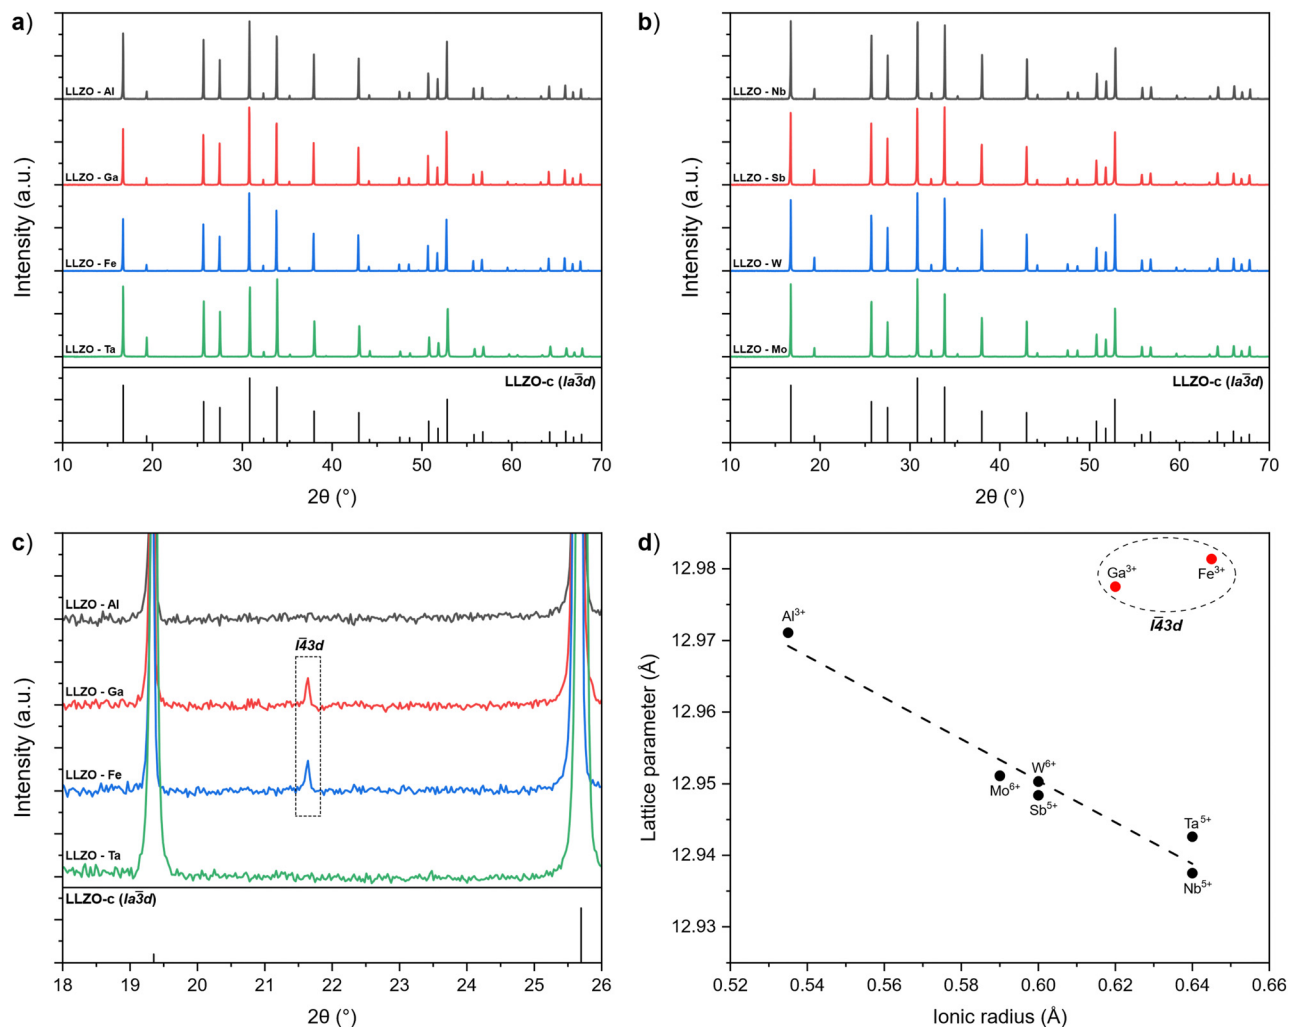 a)
Intensity (a.u.)
LLZO - Al
LLZO - Ga
LLZO - Fe
LLZO - Ta
LLZO-c (Ia3̅d)
10 20 30 40 50 60 70
2θ (°)
b)
Intensity (a.u.)
LLZO - Nb
LLZO - Sb
LLZO - W
LLZO - Mo
LLZO-c (Ia3̅d)
10 20 30 40 50 60 70
2θ (°)
c)
Intensity (a.u.)
LLZO - Al
I4̅3d
LLZO - Ga
LLZO - Fe
LLZO - Ta
LLZO-c (Ia3̅d)
18 19 20 21 22 23 24 25 26
2θ (°)
d)
Lattice parameter (Å)
12.98
12.97
12.96
12.95
12.94
12.93
Ga³⁺
Fe³⁺
I4̅3d
Al³⁺
W⁶⁺
Mo⁶⁺
Sb⁵⁺
Ta⁵⁺
Nb⁵⁺
0.52 0.54 0.56 0.58 0.60 0.62 0.64 0.66
Ionic radius (Å)